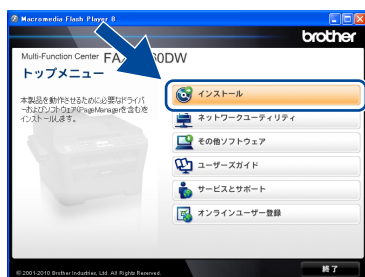 Macromedia Flash Player 8
brother
Multi-Function Center FAX 60DW
トップメニュー
本製品を動作させるために必要なドライバ
ーおよびソフトウェア(PageManagerを含む)を
インストールします。
インストール
ネットワークユーティリティ
その他ソフトウェア
ユーザーズガイド
サービスとサポート
オンラインユーザー登録
© 2001-2010 Brother Industries, Ltd. All Rights Reserved.
終了